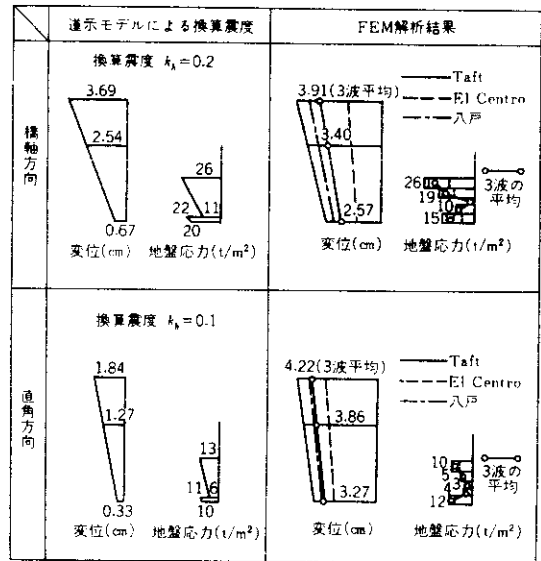 道示モデルによる換算震度
FEM解析結果
橋軸方向
換算震度 kh=0.2
3.69
2.54
0.67
変位(cm)
26
22
11
20
地盤応力(t/m²)
3.91(3波平均)
3.40
2.57
変位(cm)
Taft
El Centro
八戸
26
19
10
15
地盤応力(t/m²)
3波の
平均
直角方向
換算震度 kh=0.1
1.84
1.27
0.33
変位(cm)
13
11
6
10
地盤応力(t/m²)
4.22(3波平均)
3.86
3.27
変位(cm)
Taft
El Centro
八戸
10
5
3
4
12
地盤応力(t/m²)
3波の
平均